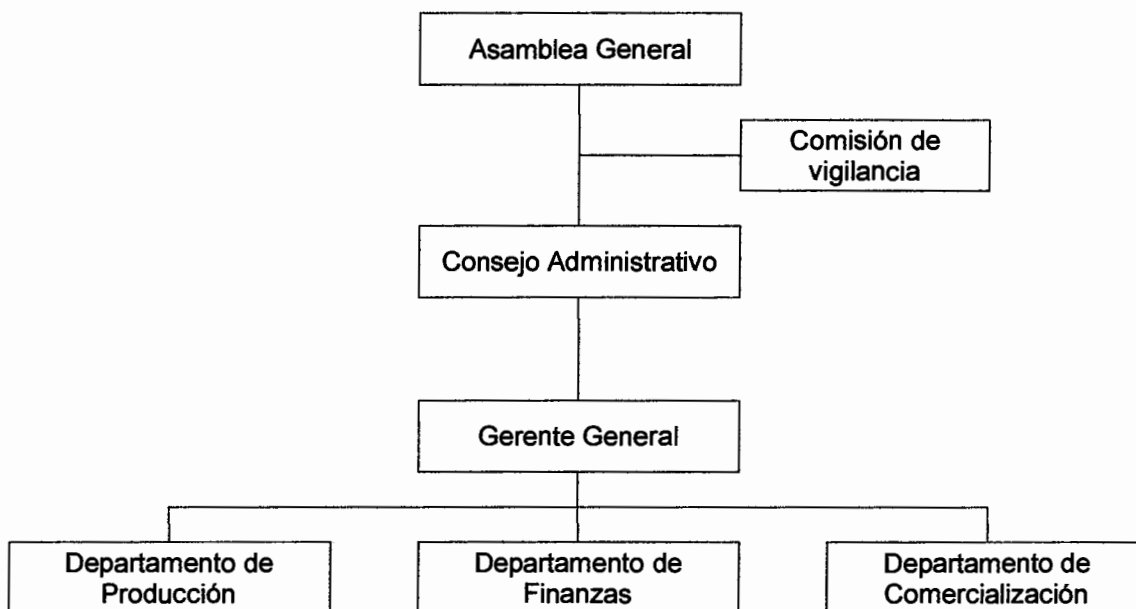 Asamblea General
Comisión de
vigilancia
Consejo Administrativo
Gerente General
Departamento de
Producción
Departamento de
Finanzas
Departamento de
Comercialización